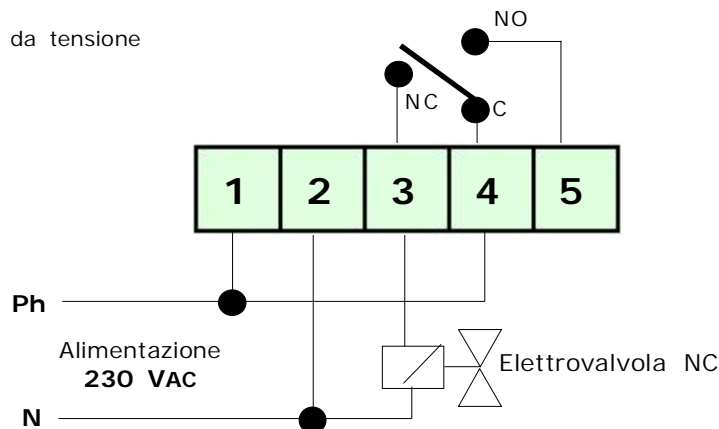 NO
da tensione
NC
C
1 2 3 4 5
Ph
Alimentazione
230 VAC
Elettrovalvola NC
N